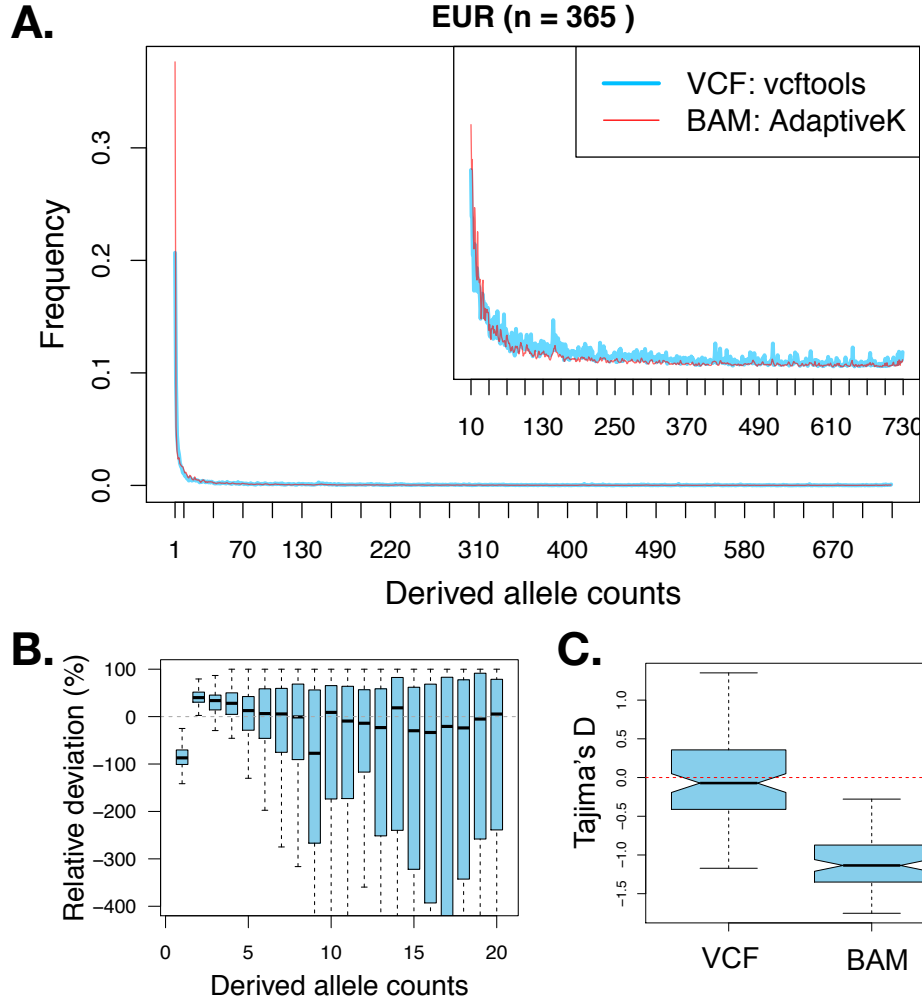 A.
EUR (n = 365 )
VCF: vcftools
BAM: AdaptiveK
Frequency
0.0
0.1
0.2
0.3
10 130 250 370 490 610 730
1 70 130 220 310 400 490 580 670
Derived allele counts
B.
Relative deviation (%)
100
0
−100
−200
−300
−400
0 5 10 15 20
Derived allele counts
C.
Tajima's D
1.0
0.5
0.0
−0.5
−1.0
−1.5
VCF BAM